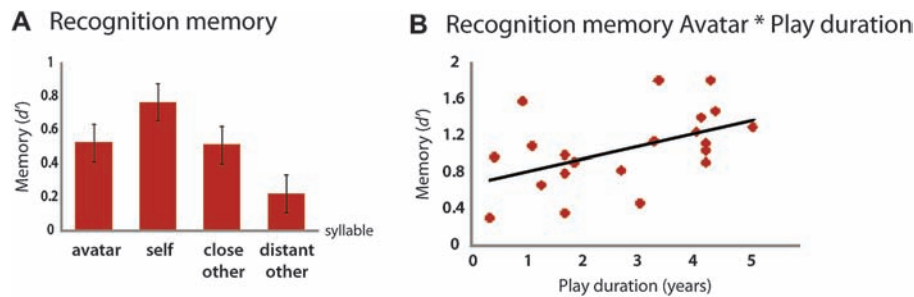 A Recognition memory
Memory (d')
1
0.8
0.6
0.4
0.2
0
avatar self close other distant other
syllable
B Recognition memory Avatar * Play duration
Memory (d')
2
1.6
1.2
0.8
0.4
0
0 1 2 3 4 5
Play duration (years)